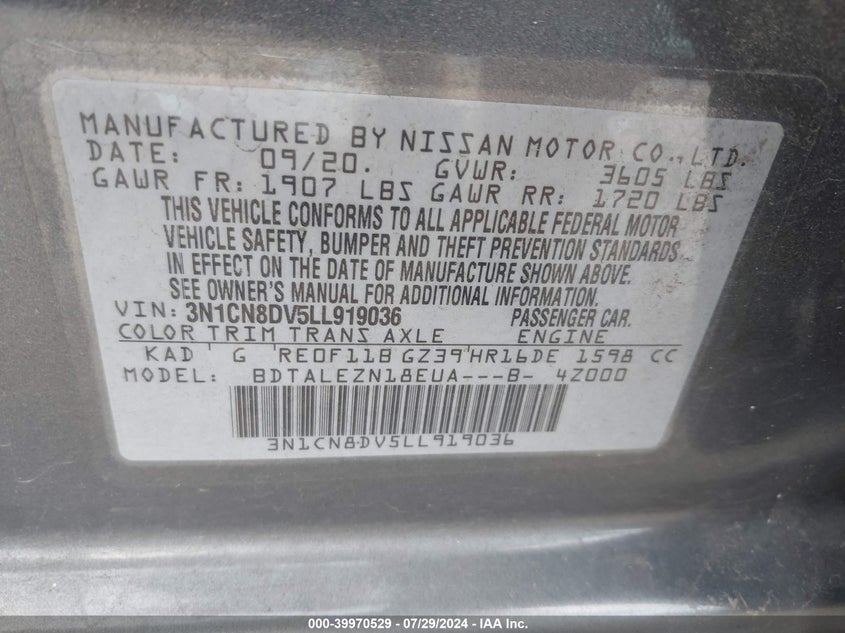 MANUFACTURED BY NISSAN MOTOR CO., LTD.
DATE: 09/20. GVWR: 3605 LBS
GAWR FR: 1907 LBS GAWR RR: 1720 LBS
THIS VEHICLE CONFORMS TO ALL APPLICABLE FEDERAL MOTOR
VEHICLE SAFETY, BUMPER AND THEFT PREVENTION STANDARDS
IN EFFECT ON THE DATE OF MANUFACTURE SHOWN ABOVE.
SEE OWNER'S MANUAL FOR ADDITIONAL INFORMATION.
VIN: 3N1CN8DV5LL919036 PASSENGER CAR.
COLOR TRIM TRANS AXLE ENGINE
KAD G RE0F11B GZ39 HR16DE 1598 CC
MODEL: BDTALEZN18EUA---B- 4Z000
3N1CN8DV5LL919036
000-39970529 - 07/29/2024 - IAA Inc.